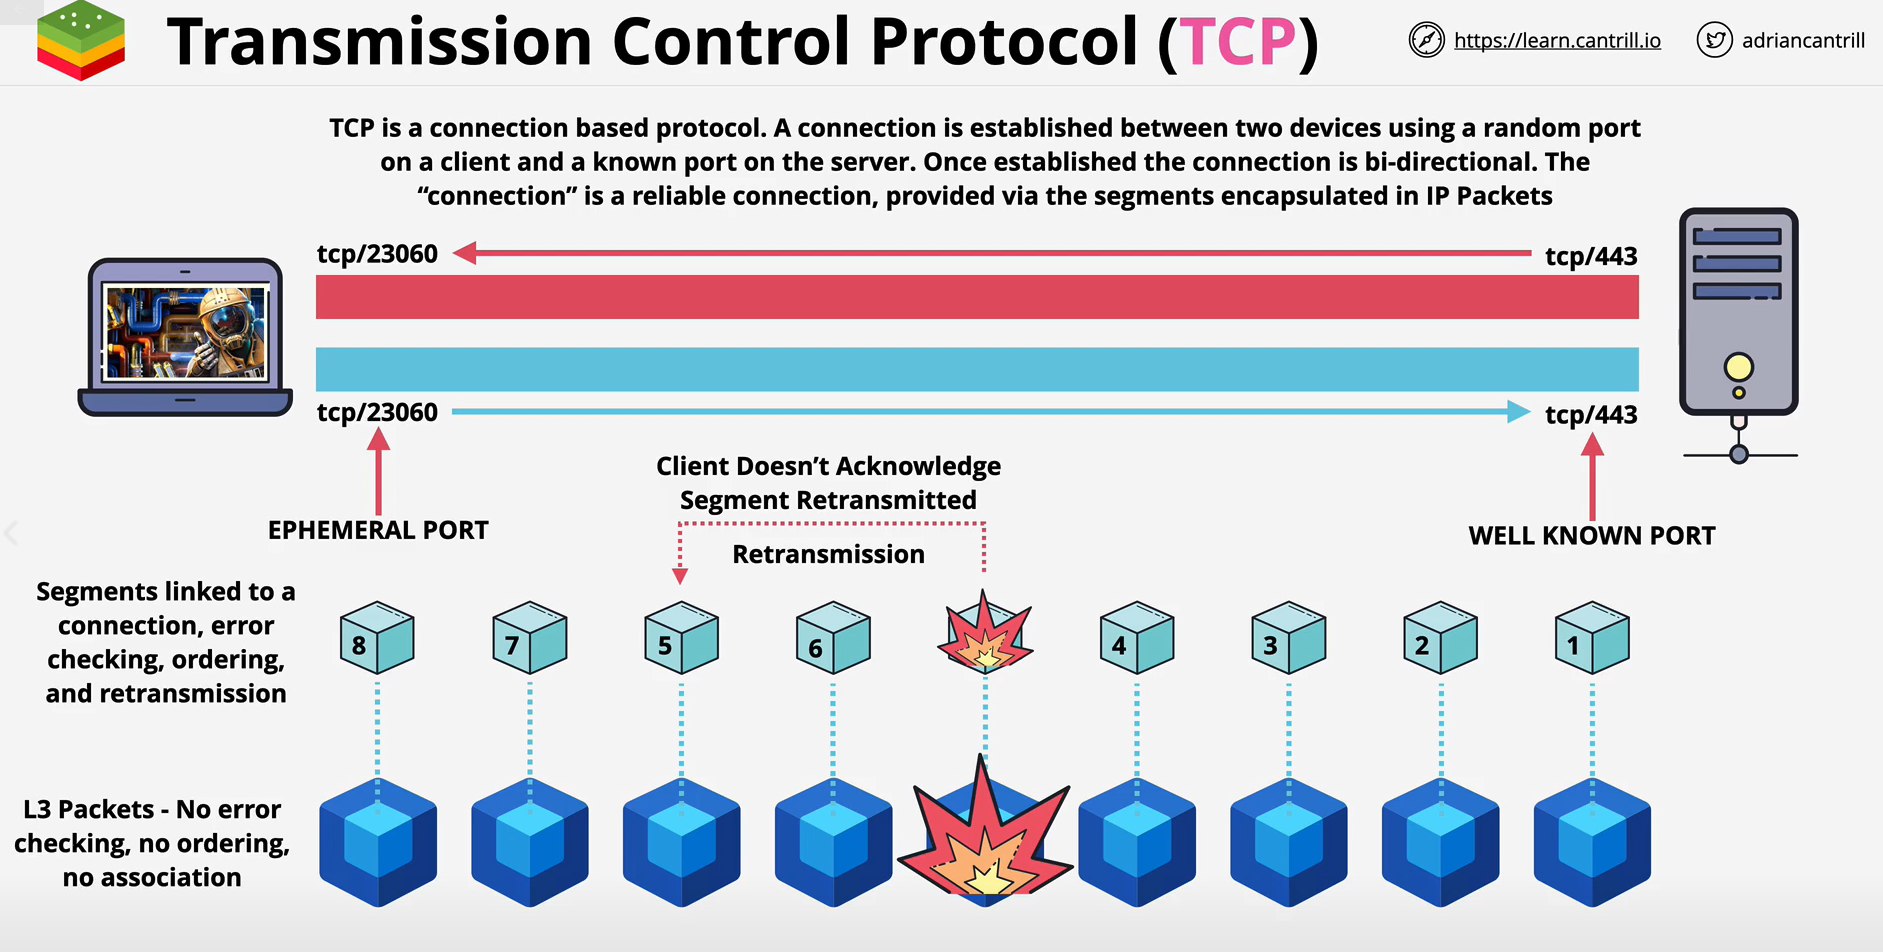 Transmission Control Protocol (TCP)
https://learn.cantrill.io
adriancantrill
TCP is a connection based protocol. A connection is established between two devices using a random port
on a client and a known port on the server. Once established the connection is bi-directional. The
“connection” is a reliable connection, provided via the segments encapsulated in IP Packets
tcp/23060
tcp/443
tcp/23060
tcp/443
Client Doesn’t Acknowledge
Segment Retransmitted
EPHEMERAL PORT
Retransmission
WELL KNOWN PORT
Segments linked to a
connection, error
checking, ordering,
and retransmission
8 7 5 6 4 3 2 1
L3 Packets - No error
checking, no ordering,
no association